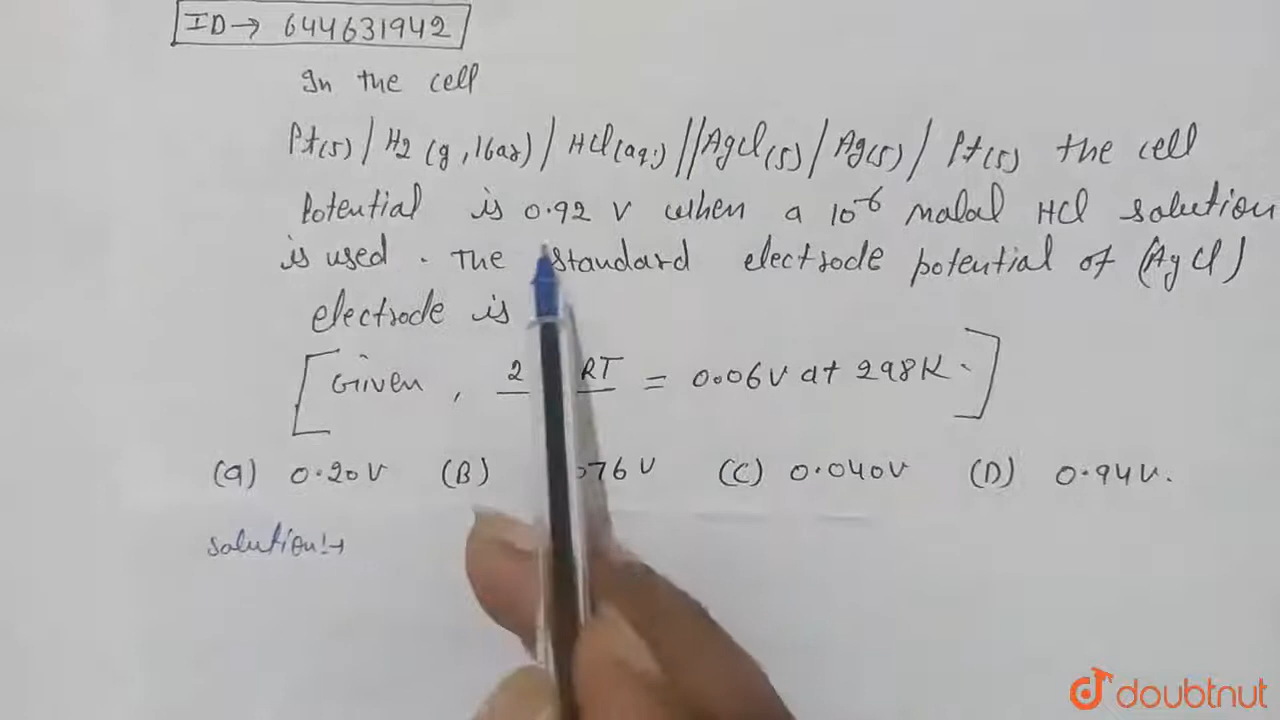 ID → 644631942
In the cell
Pt(s) / H2 (g, 1bar) / HCl(aq.) // AgCl(s) / Ag(s) / Pt(s) the cell
Potential is 0.92 V when a 10-6 malal HCl solution
is used. The standard electrode potential of (AgCl)
electrode is
[Given, 2 RT = 0.06V at 298K.]
(a) 0.20V (B) 76 V (C) 0.040V (D) 0.94V.
Solution:→
doubtnut